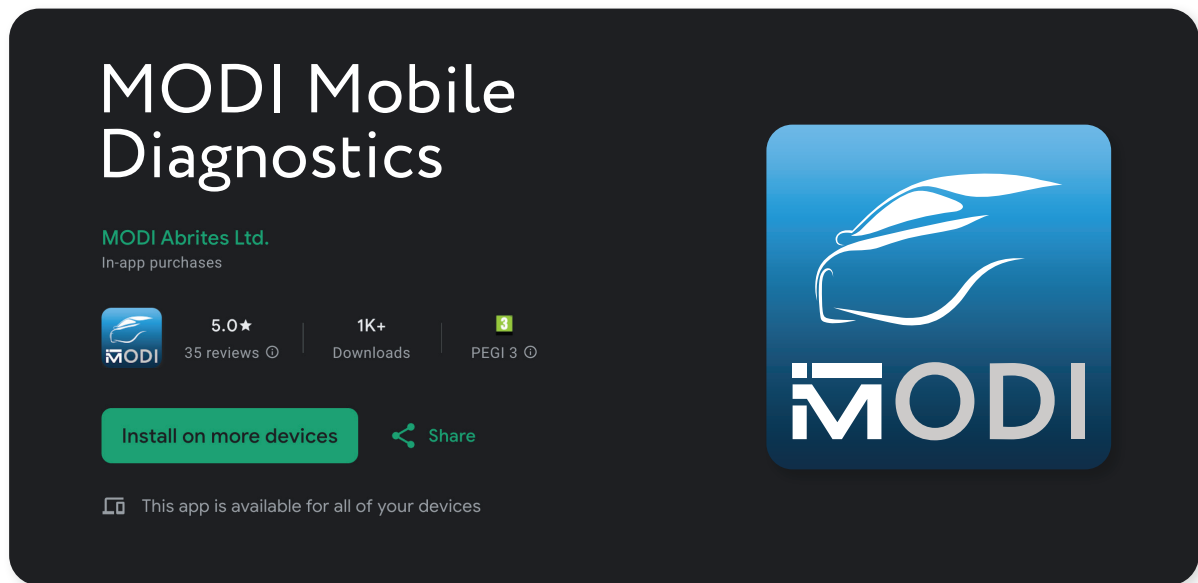 MODI Mobile
Diagnostics
MODI Abrites Ltd.
In-app purchases
MODI
5.0★
35 reviews
1K+
Downloads
3
PEGI 3
Install on more devices
Share
This app is available for all of your devices
MODI